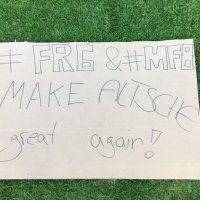 # FRG & #MFB
MAKE ALTSCHE
great again!